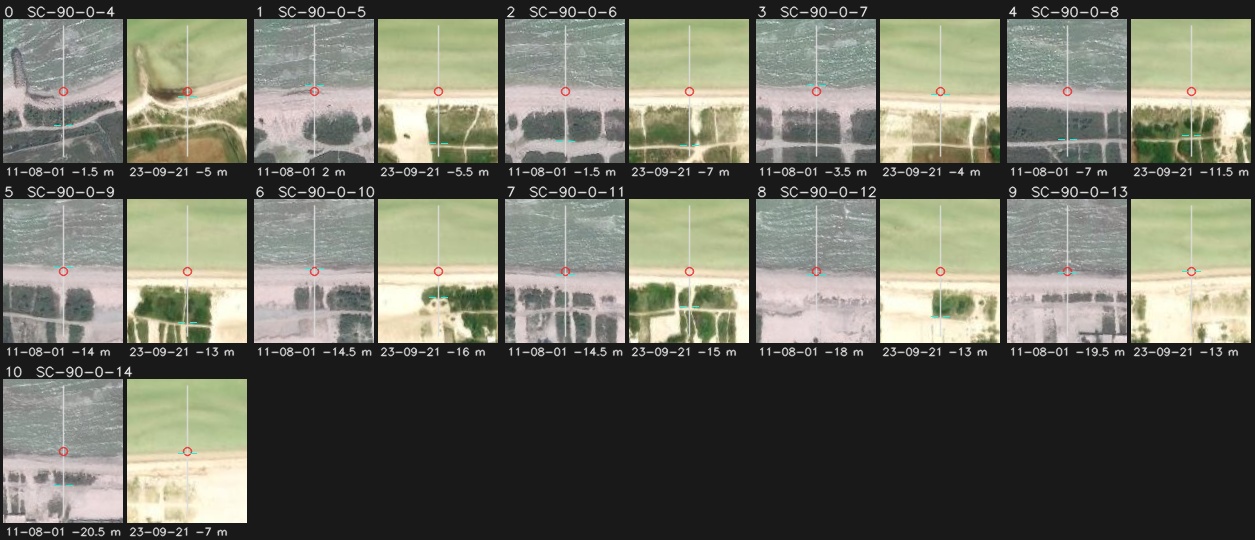 0 SC-90-0-4
1 SC-90-0-5
2 SC-90-0-6
3 SC-90-0-7
4 SC-90-0-8
11-08-01 -1.5 m 23-09-21 -5 m
11-08-01 2 m 23-09-21 -5.5 m
11-08-01 -1.5 m 23-09-21 -7 m
11-08-01 -3.5 m 23-09-21 -4 m
11-08-01 -7 m 23-09-21 -11.5 m
5 SC-90-0-9
6 SC-90-0-10
7 SC-90-0-11
8 SC-90-0-12
9 SC-90-0-13
11-08-01 -14 m 23-09-21 -13 m
11-08-01 -14.5 m 23-09-21 -16 m
11-08-01 -14.5 m 23-09-21 -15 m
11-08-01 -18 m 23-09-21 -13 m
11-08-01 -19.5 m 23-09-21 -13 m
10 SC-90-0-14
11-08-01 -20.5 m 23-09-21 -7 m